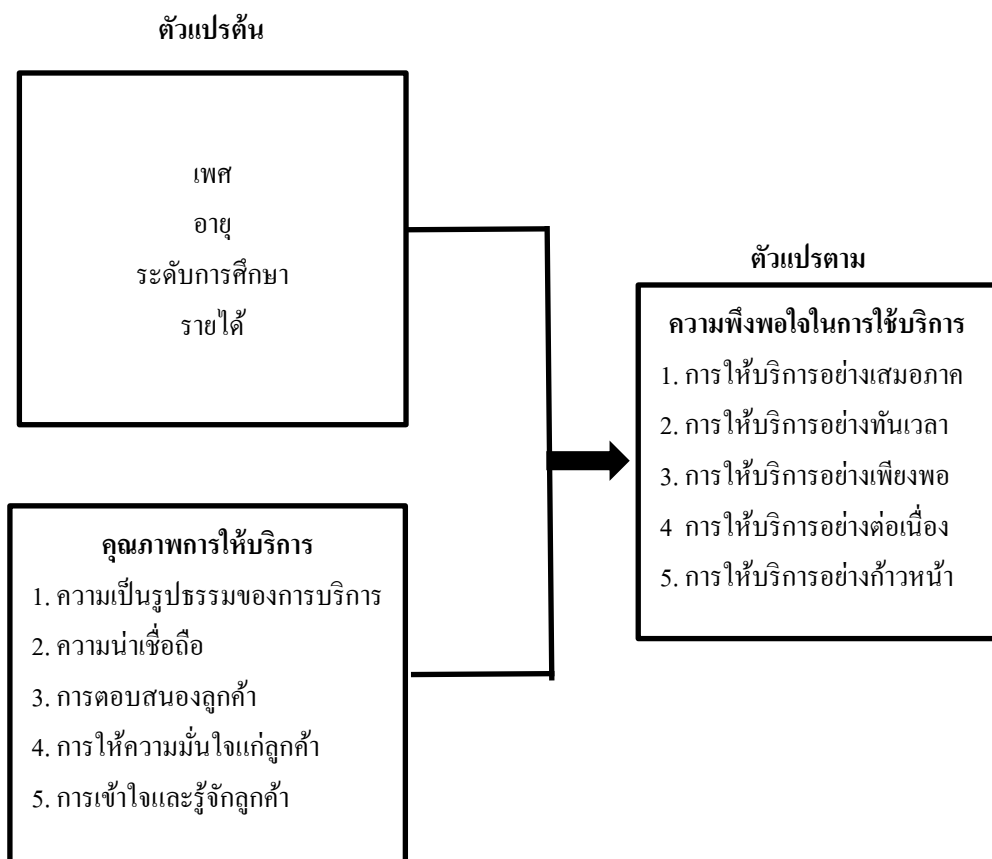 ตัวแปรต้น
เพศ
อายุ
ระดับการศึกษา
รายได้
คุณภาพการให้บริการ
1. ความเป็นรูปธรรมของการบริการ
2. ความน่าเชื่อถือ
3. การตอบสนองลูกค้า
4. การให้ความมั่นใจแก่ลูกค้า
5. การเข้าใจและรู้จักลูกค้า
ตัวแปรตาม
ความพึงพอใจในการใช้บริการ
1. การให้บริการอย่างเสมอภาค
2. การให้บริการอย่างทันเวลา
3. การให้บริการอย่างเพียงพอ
4 การให้บริการอย่างต่อเนื่อง
5. การให้บริการอย่างก้าวหน้า